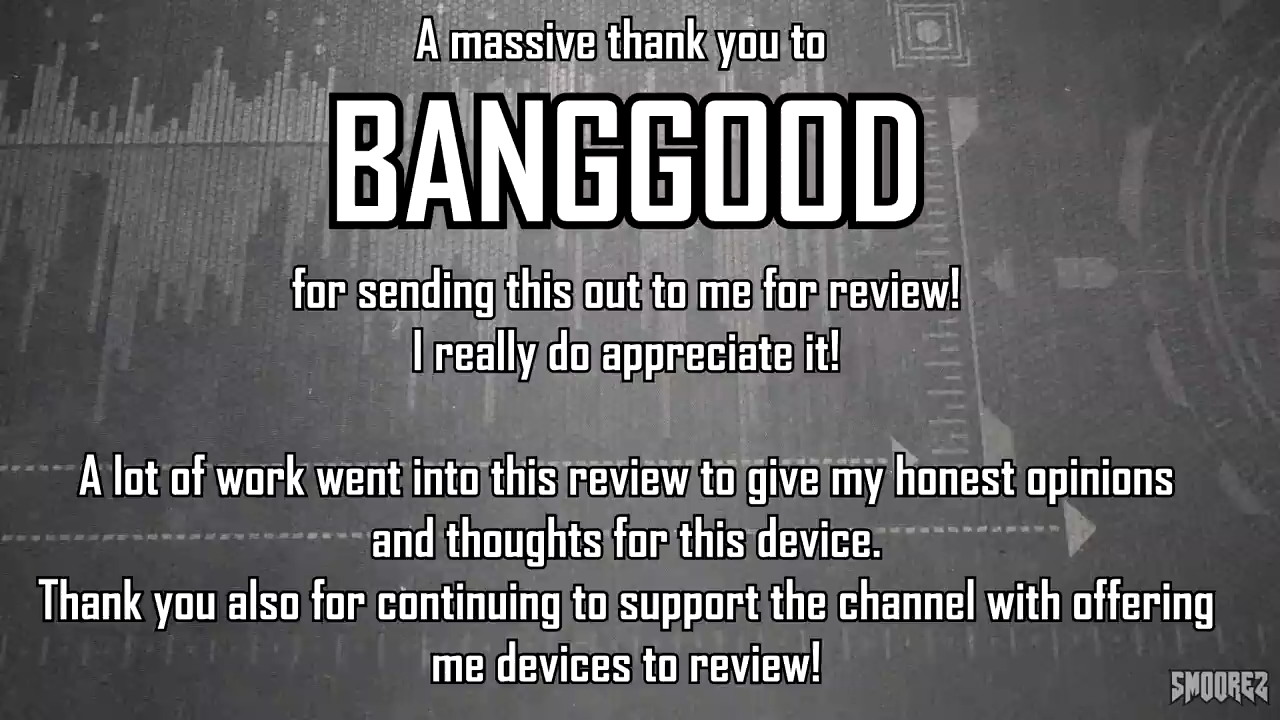 A massive thank you to
BANGGOOD
for sending this out to me for review!
I really do appreciate it!
A lot of work went into this review to give my honest opinions
and thoughts for this device.
Thank you also for continuing to support the channel with offering
me devices to review!
SMOOREZ